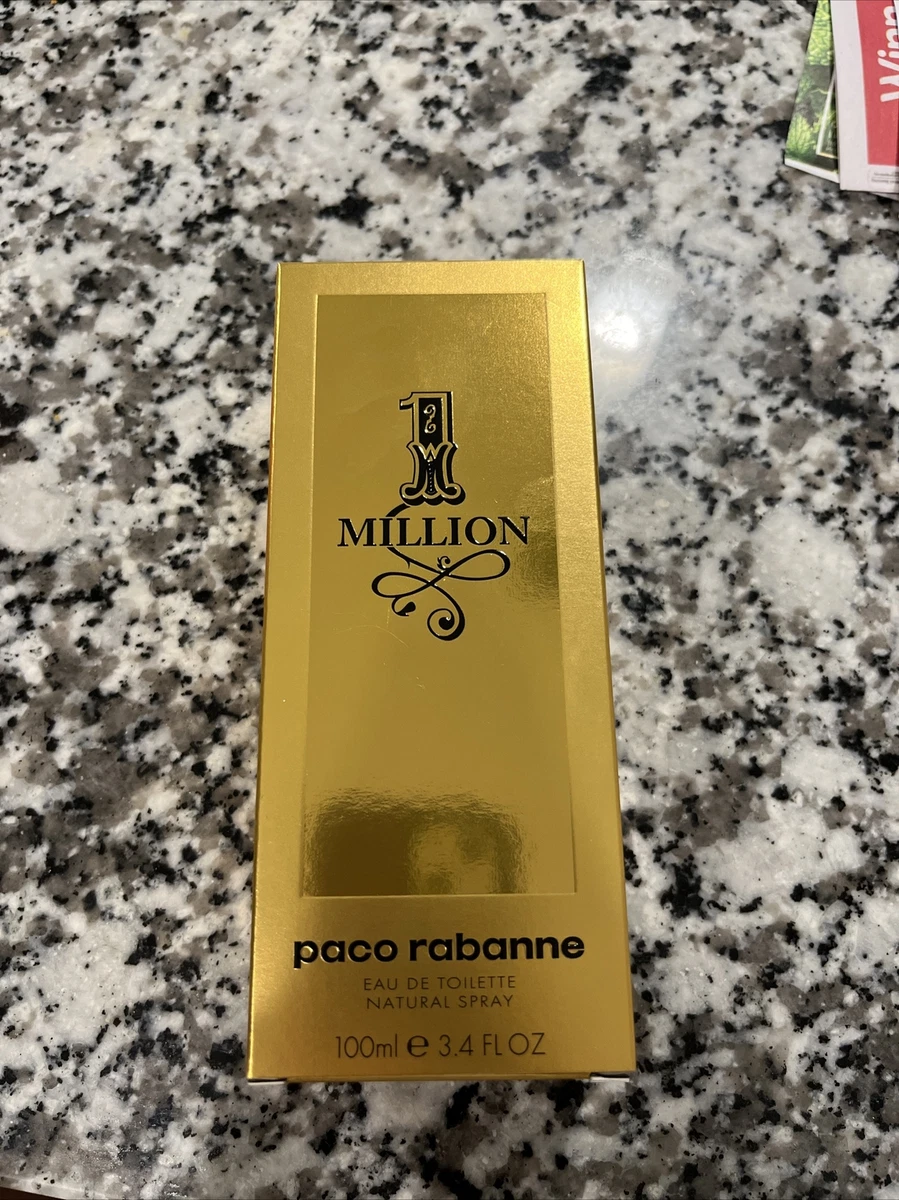 1
MILLION
paco rabanne
EAU DE TOILETTE
NATURAL SPRAY
100ml ℮ 3.4 FL OZ